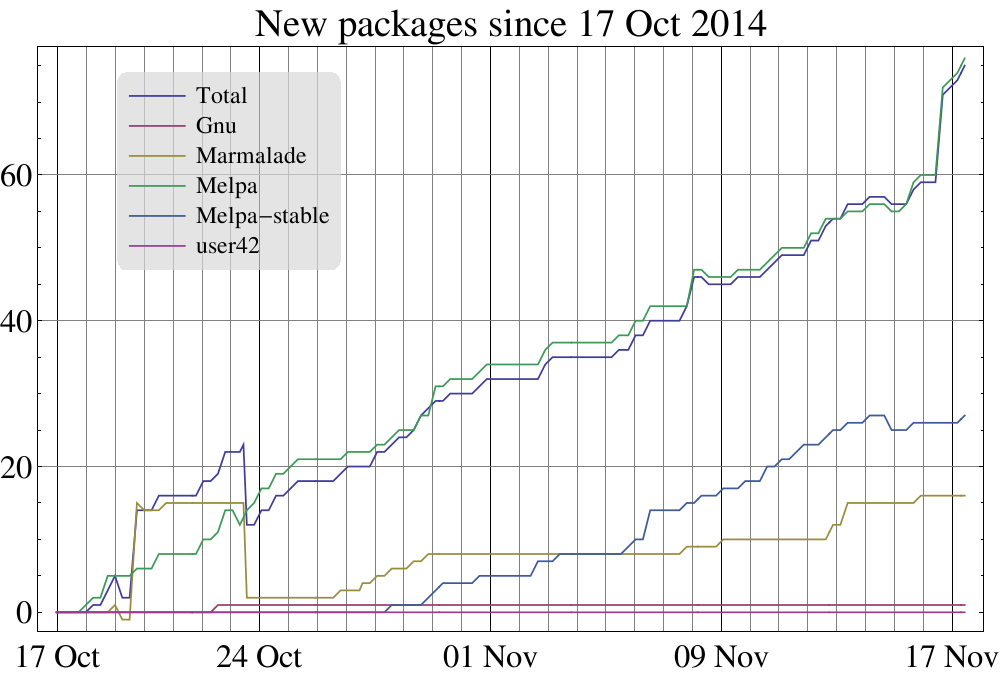 New packages since 17 Oct 2014
Total
Gnu
Marmalade
Melpa
Melpa−stable
user42
60
40
20
0
17 Oct 24 Oct 01 Nov 09 Nov 17 Nov